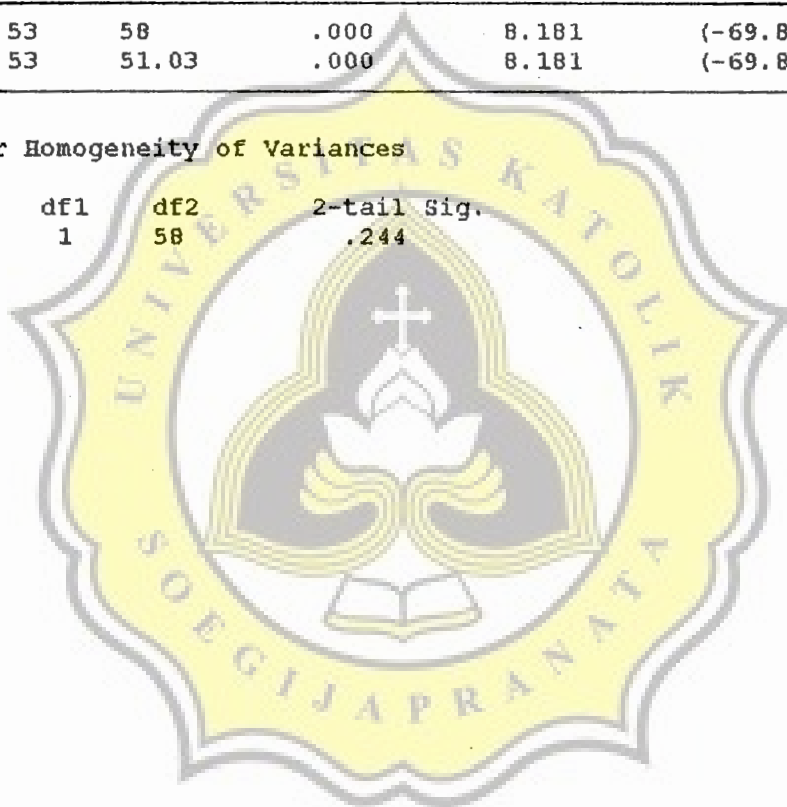 53 58 .000 8.181 (-69.8
53 51.03 .000 8.181 (-69.8
r Homogeneity of Variances
df1 df2 2-tail Sig.
1 58 .244
UNIVERSITAS KATOLIK
SOEGIJAPRANATA